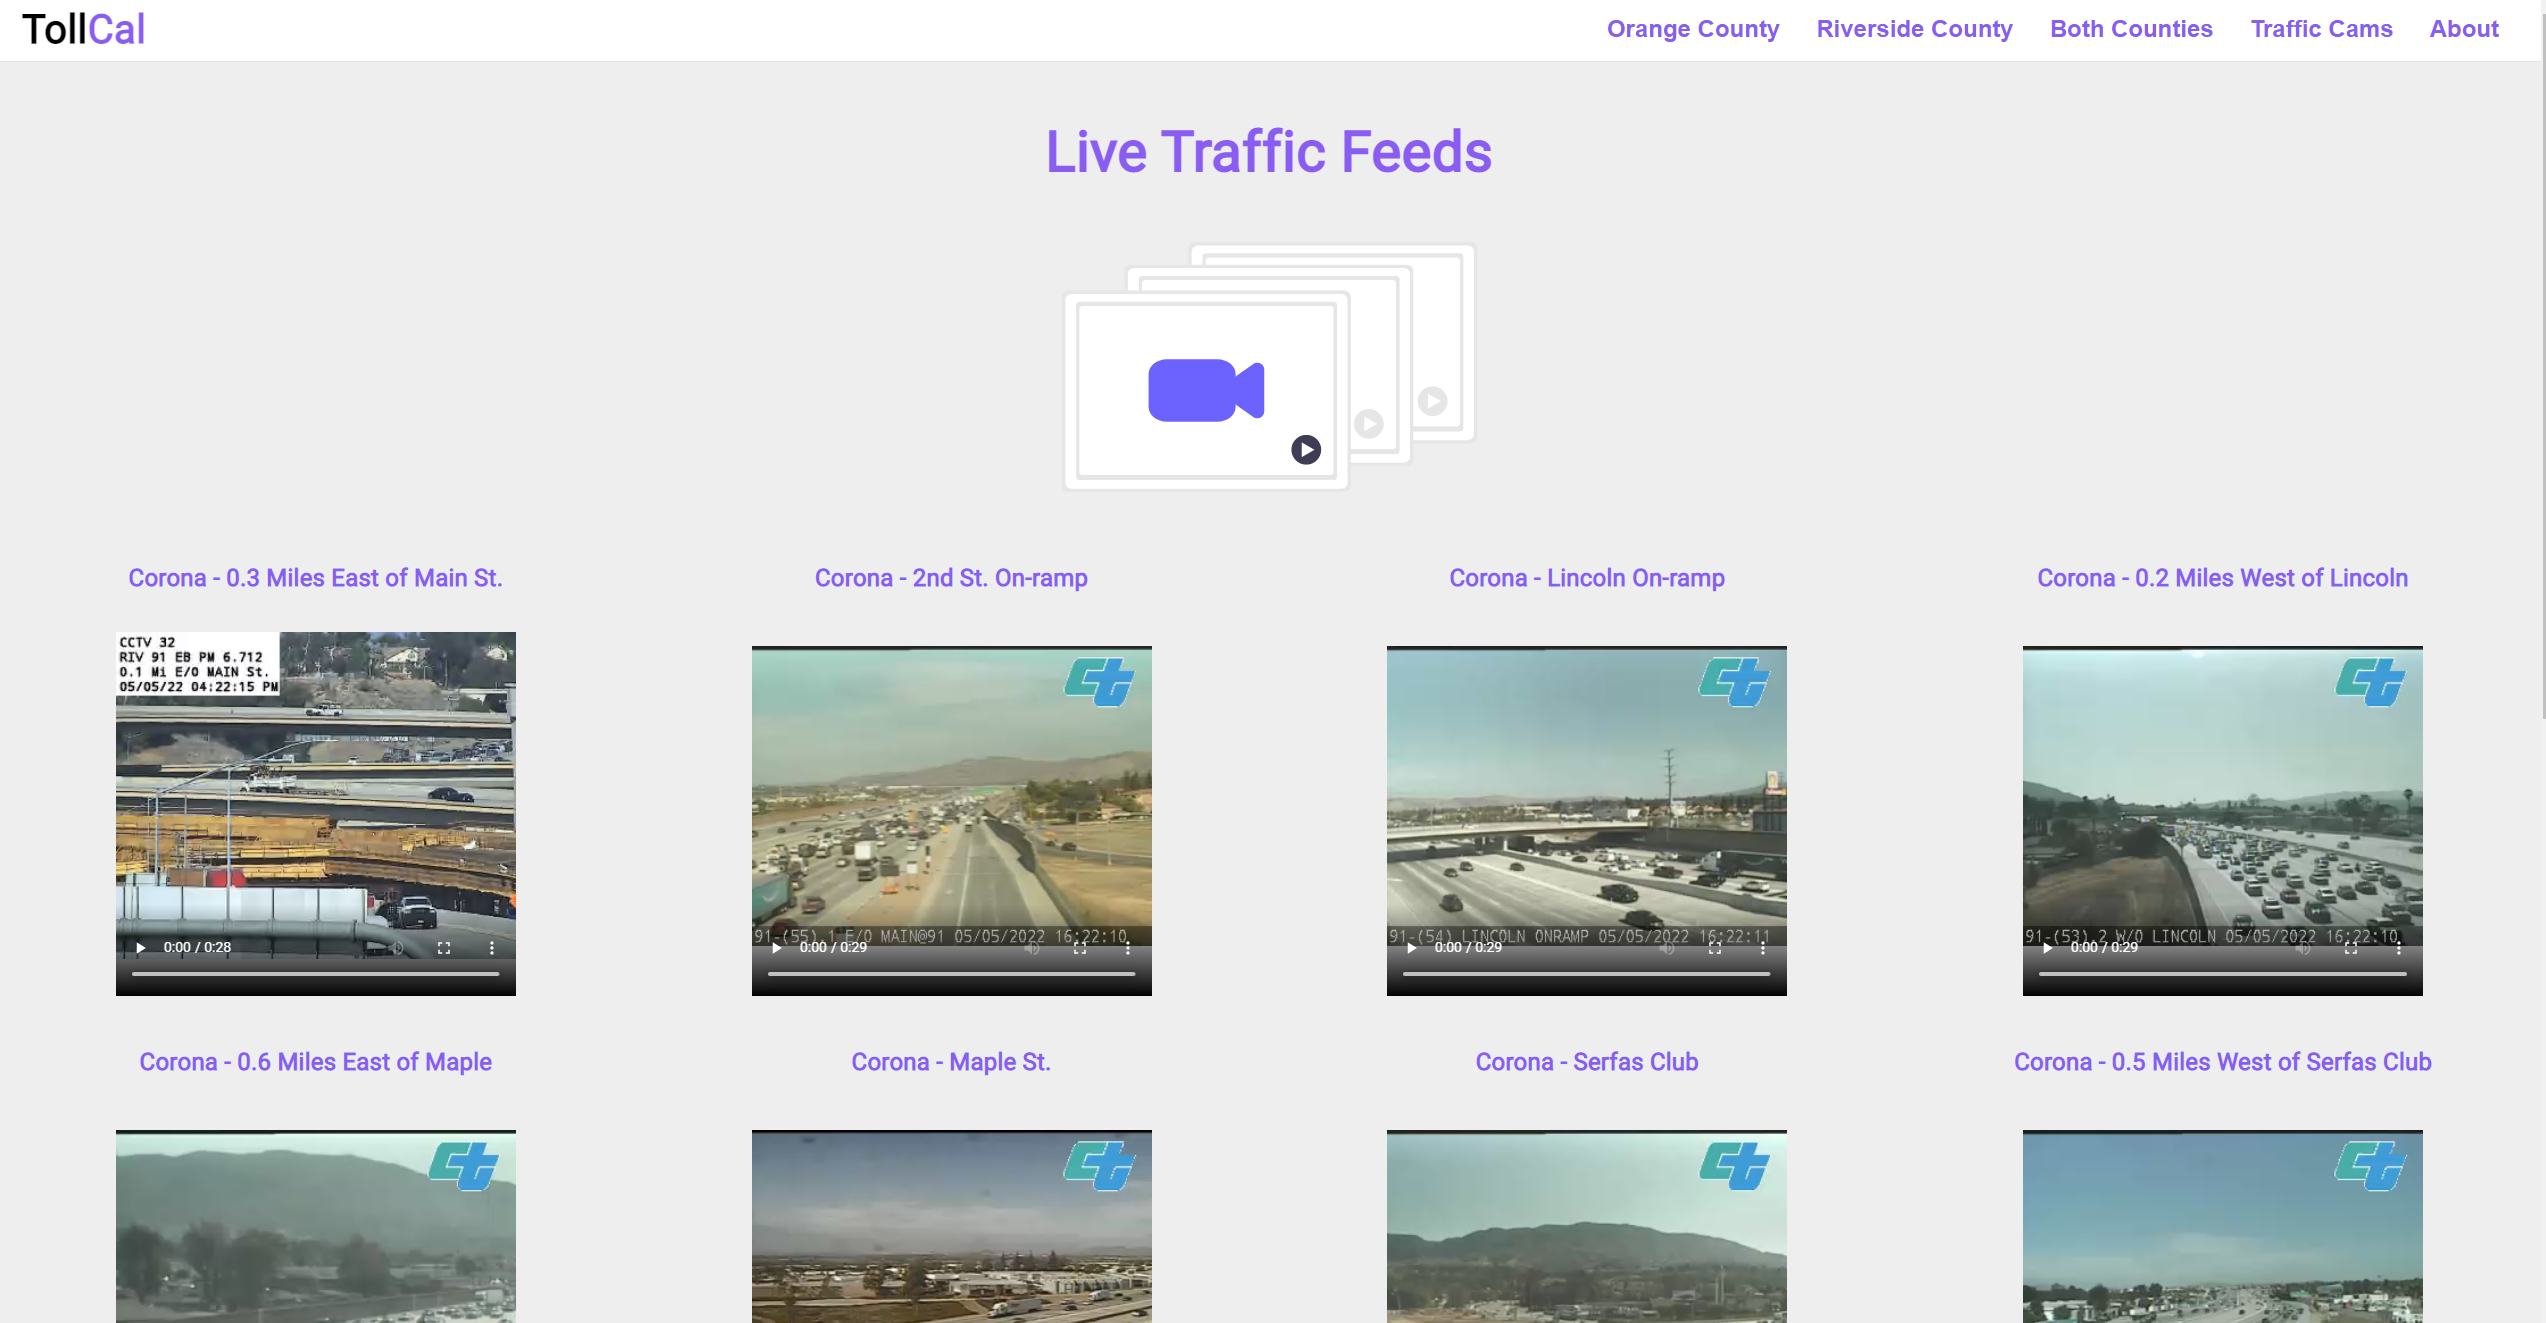 TollCal
Orange County
Riverside County
Both Counties
Traffic Cams
About
Live Traffic Feeds
Corona - 0.3 Miles East of Main St.
Corona - 2nd St. On-ramp
Corona - Lincoln On-ramp
Corona - 0.2 Miles West of Lincoln
CCTV 32
RIV 91 EB PM 6.712
0.1 Mi E/O MAIN St.
05/05/22 04:22:15 PM
0:00 / 0:28
91-(55) .1 E/O MAIN@91 05/05/2022 16:22:10
0:00 / 0:29
91-(54) LINCOLN ONRAMP 05/05/2022 16:22:11
0:00 / 0:29
91-(53) .2 W/O LINCOLN 05/05/2022 16:22:10
0:00 / 0:29
Corona - 0.6 Miles East of Maple
Corona - Maple St.
Corona - Serfas Club
Corona - 0.5 Miles West of Serfas Club